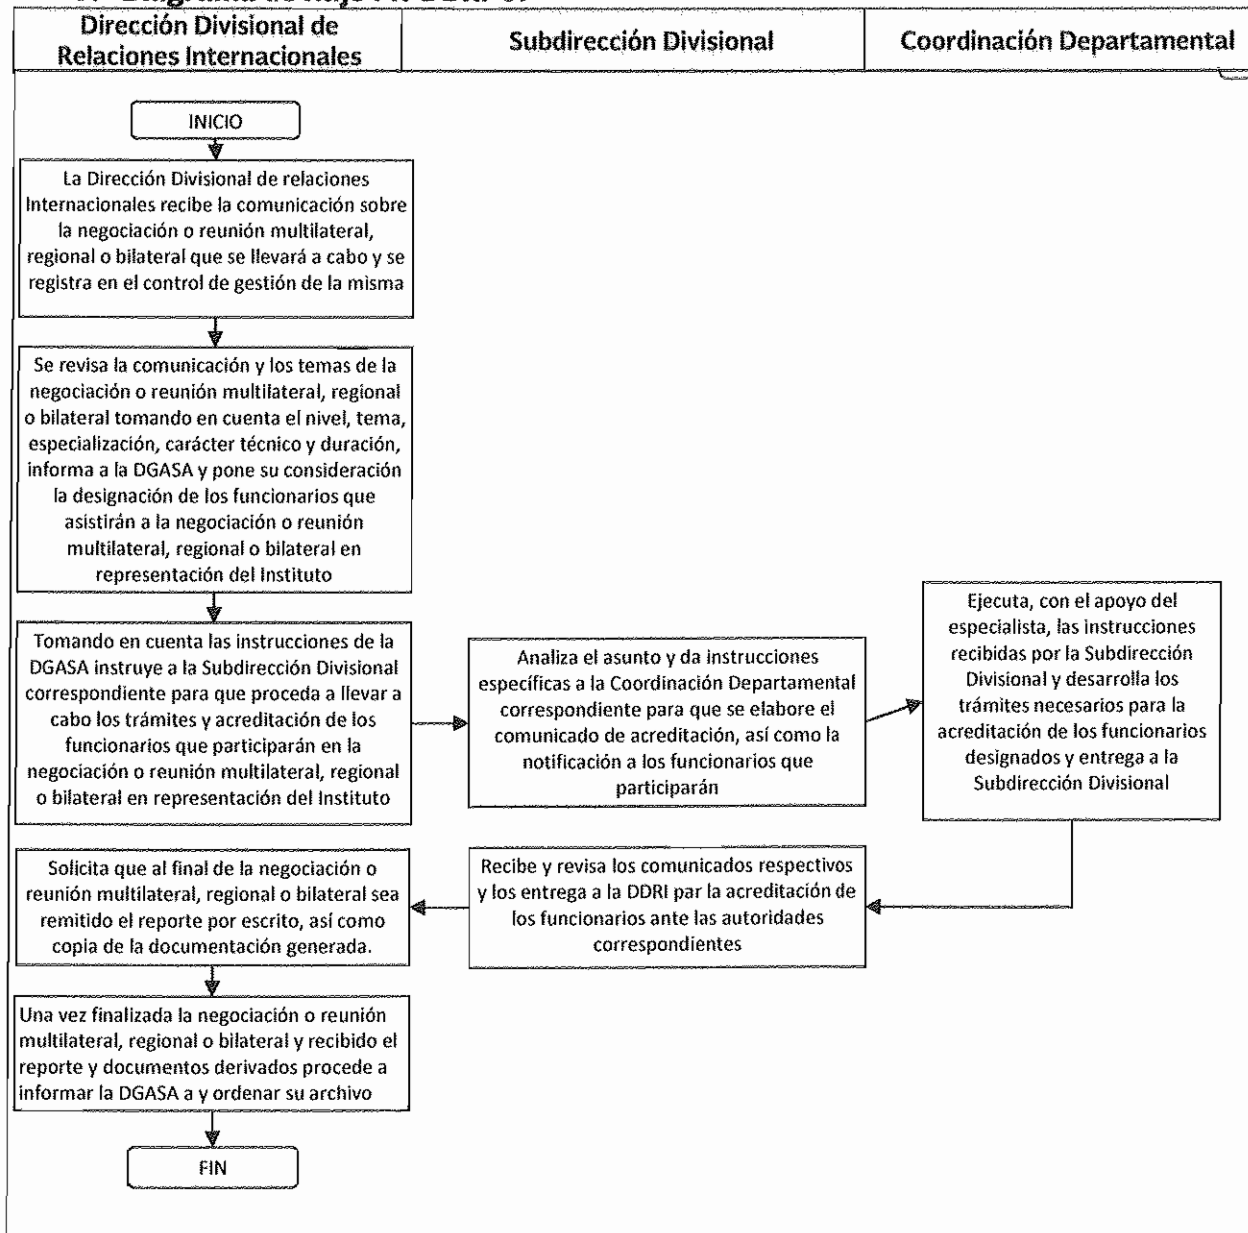 Dirección Divisional de
Relaciones Internacionales
Subdirección Divisional
Coordinación Departamental
INICIO
La Dirección Divisional de relaciones
Internacionales recibe la comunicación sobre
la negociación o reunión multilateral,
regional o bilateral que se llevará a cabo y se
registra en el control de gestión de la misma
Se revisa la comunicación y los temas de la
negociación o reunión multilateral, regional
o bilateral tomando en cuenta el nivel, tema,
especialización, carácter técnico y duración,
informa a la DGASA y pone su consideración
la designación de los funcionarios que
asistirán a la negociación o reunión
multilateral, regional o bilateral en
representación del Instituto
Tomando en cuenta las instrucciones de la
DGASA instruye a la Subdirección Divisional
correspondiente para que proceda a llevar a
cabo los trámites y acreditación de los
funcionarios que participarán en la
negociación o reunión multilateral, regional
o bilateral en representación del Instituto
Analiza el asunto y da instrucciones
específicas a la Coordinación Departamental
correspondiente para que se elabore el
comunicado de acreditación, así como la
notificación a los funcionarios que
participarán
Ejecuta, con el apoyo del
especialista, las instrucciones
recibidas por la Subdirección
Divisional y desarrolla los
trámites necesarios para la
acreditación de los funcionarios
designados y entrega a la
Subdirección Divisional
Recibe y revisa los comunicados respectivos
y los entrega a la DDRI par la acreditación de
los funcionarios ante las autoridades
correspondientes
Solicita que al final de la negociación o
reunión multilateral, regional o bilateral sea
remitido el reporte por escrito, así como
copia de la documentación generada.
Una vez finalizada la negociación o reunión
multilateral, regional o bilateral y recibido el
reporte y documentos derivados procede a
informar la DGASA a y ordenar su archivo
FIN